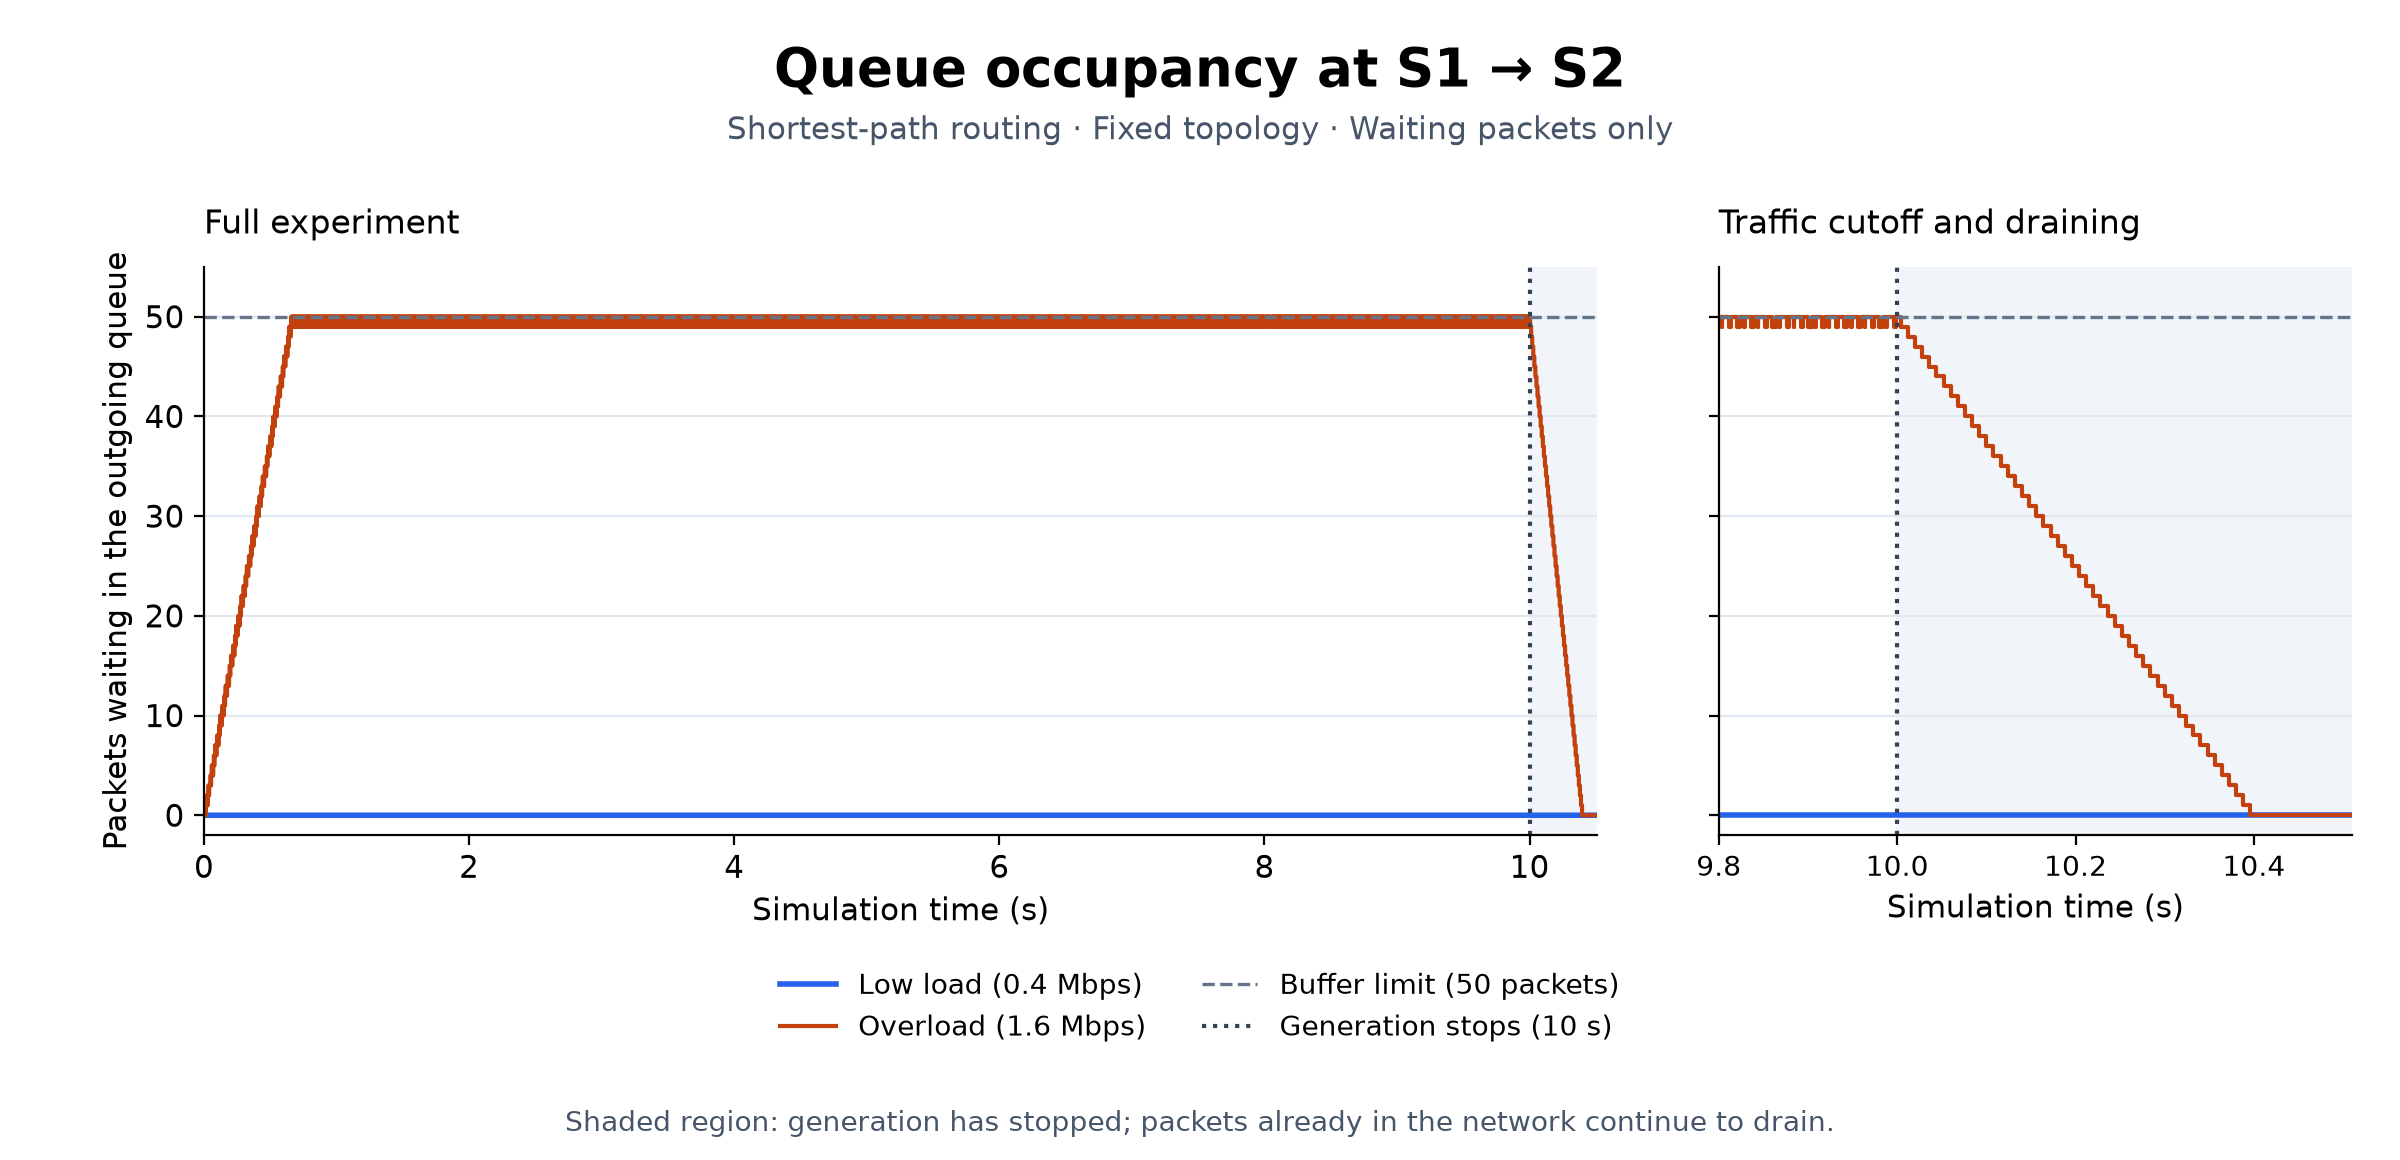 Queue occupancy at S1 → S2
Shortest-path routing · Fixed topology · Waiting packets only
Full experiment
Packets waiting in the outgoing queue
50
40
30
20
10
0
0 2 4 6 8 10
Simulation time (s)
Traffic cutoff and draining
9.8 10.0 10.2 10.4
Simulation time (s)
Low load (0.4 Mbps)
Overload (1.6 Mbps)
Buffer limit (50 packets)
Generation stops (10 s)
Shaded region: generation has stopped; packets already in the network continue to drain.